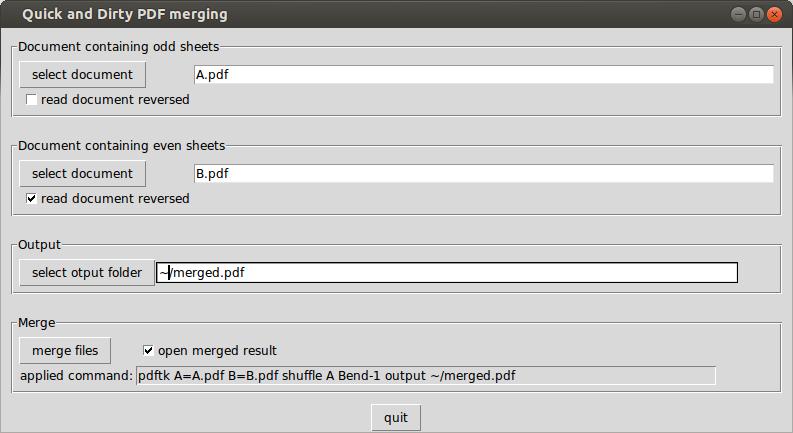 Quick and Dirty PDF merging
Document containing odd sheets
select document A.pdf
read document reversed
Document containing even sheets
select document B.pdf
read document reversed
Output
select otput folder ~/merged.pdf
Merge
merge files open merged result
applied command: pdftk A=A.pdf B=B.pdf shuffle A Bend-1 output ~/merged.pdf
quit